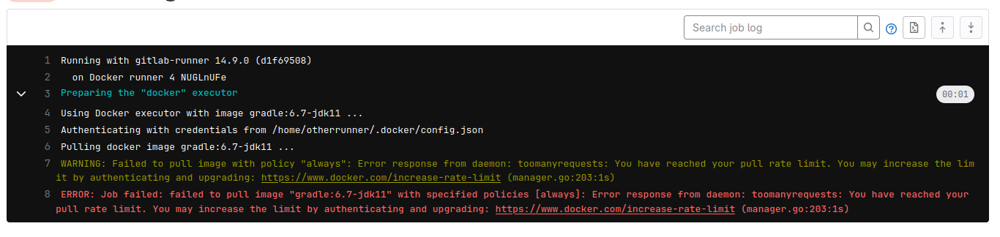 Search job log
1 Running with gitlab-runner 14.9.0 (d1f69508)
2 on Docker runner 4 NUGLnUFe
3 Preparing the "docker" executor 00:01
4 Using Docker executor with image gradle:6.7-jdk11 ...
5 Authenticating with credentials from /home/otherrunner/.docker/config.json
6 Pulling docker image gradle:6.7-jdk11 ...
7 WARNING: Failed to pull image with policy "always": Error response from daemon: toomanyrequests: You have reached your pull rate limit. You may increase the lim
it by authenticating and upgrading: https://www.docker.com/increase-rate-limit (manager.go:203:1s)
8 ERROR: Job failed: failed to pull image "gradle:6.7-jdk11" with specified policies [always]: Error response from daemon: toomanyrequests: You have reached your
pull rate limit. You may increase the limit by authenticating and upgrading: https://www.docker.com/increase-rate-limit (manager.go:203:1s)